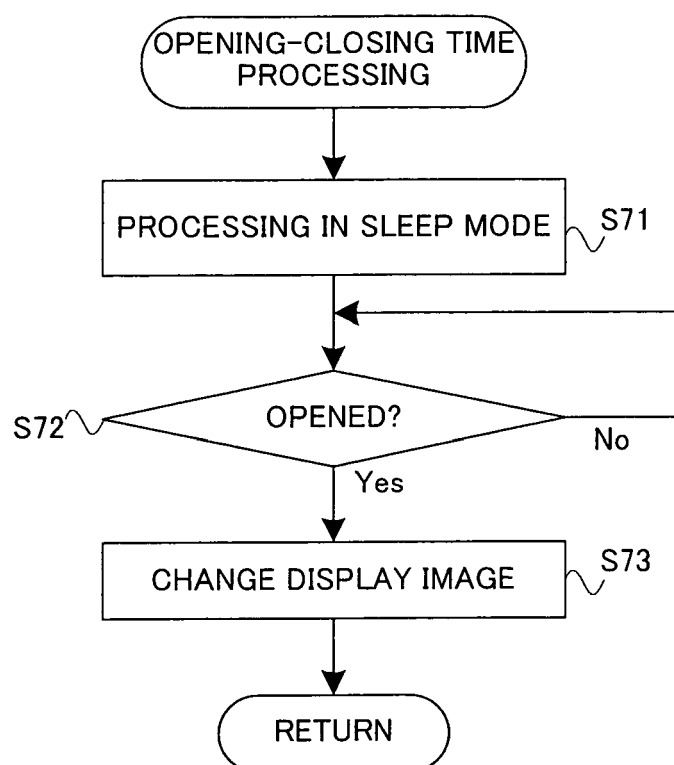 OPENING-CLOSING TIME
PROCESSING
PROCESSING IN SLEEP MODE
S71
OPENED?
S72
No
Yes
CHANGE DISPLAY IMAGE
S73
RETURN